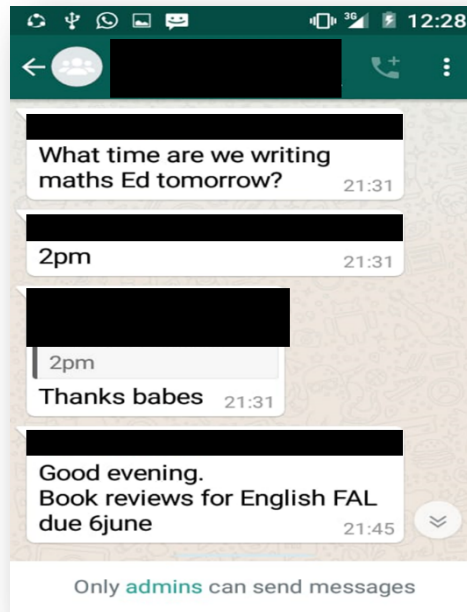 3G 12:28
What time are we writing
maths Ed tomorrow?
21:31
2pm
21:31
2pm
Thanks babes 21:31
Good evening.
Book reviews for English FAL
due 6june
21:45
Only admins can send messages